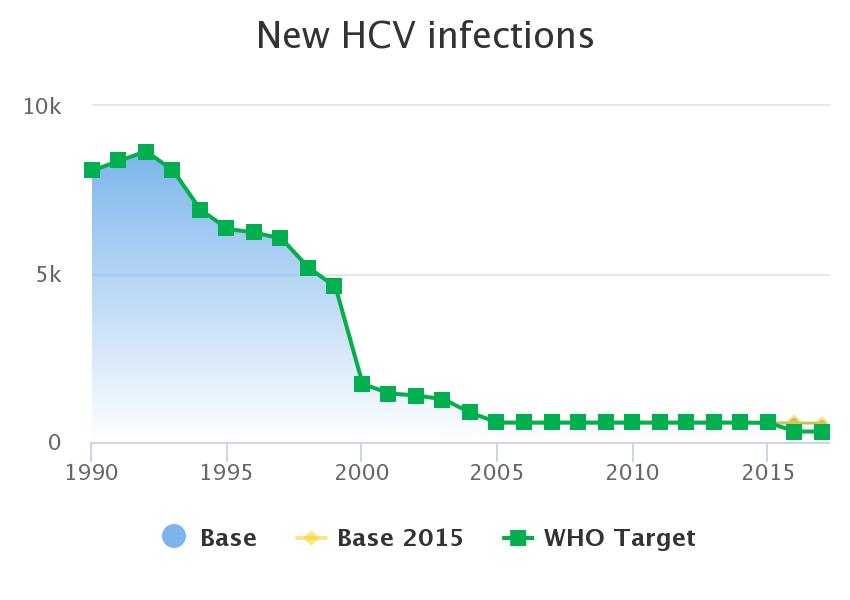 New HCV infections
10k
5k
0
1990 1995 2000 2005 2010 2015
Base Base 2015 WHO Target